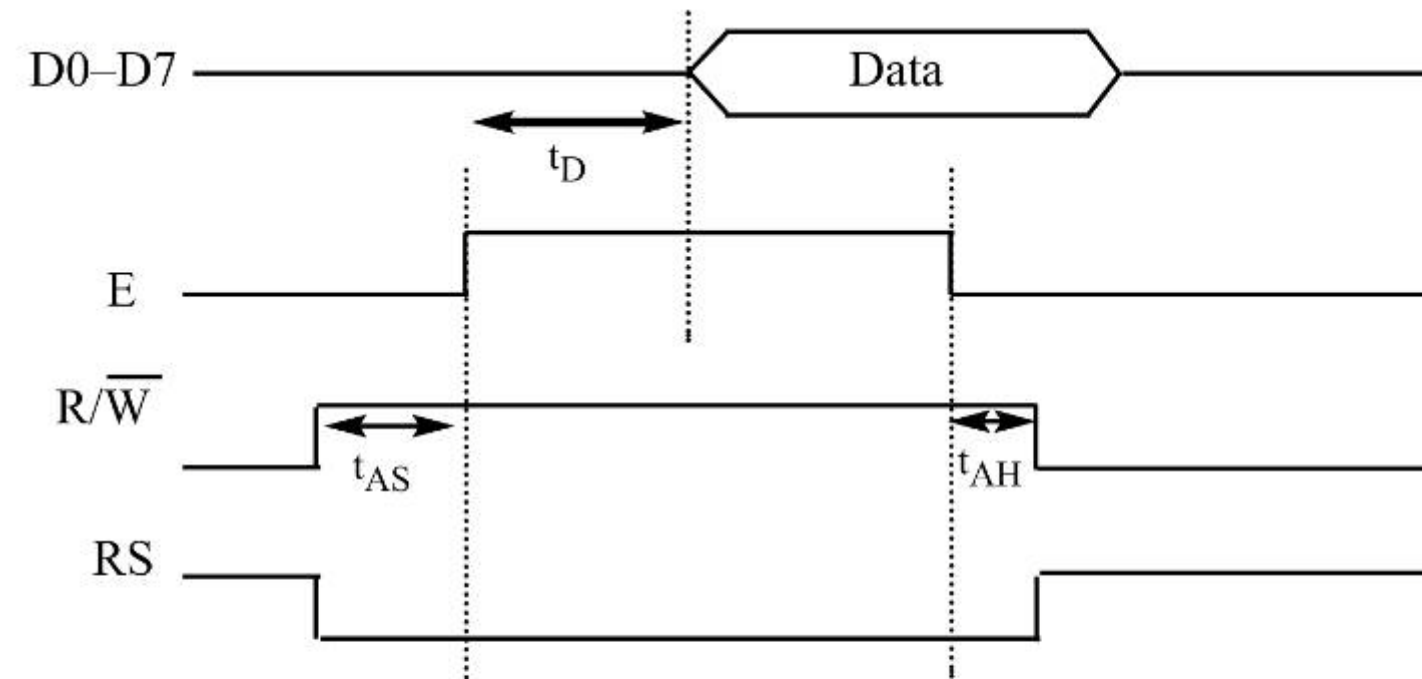 D0–D7 Data
tD
E
R/W̅
tAS tAH
RS